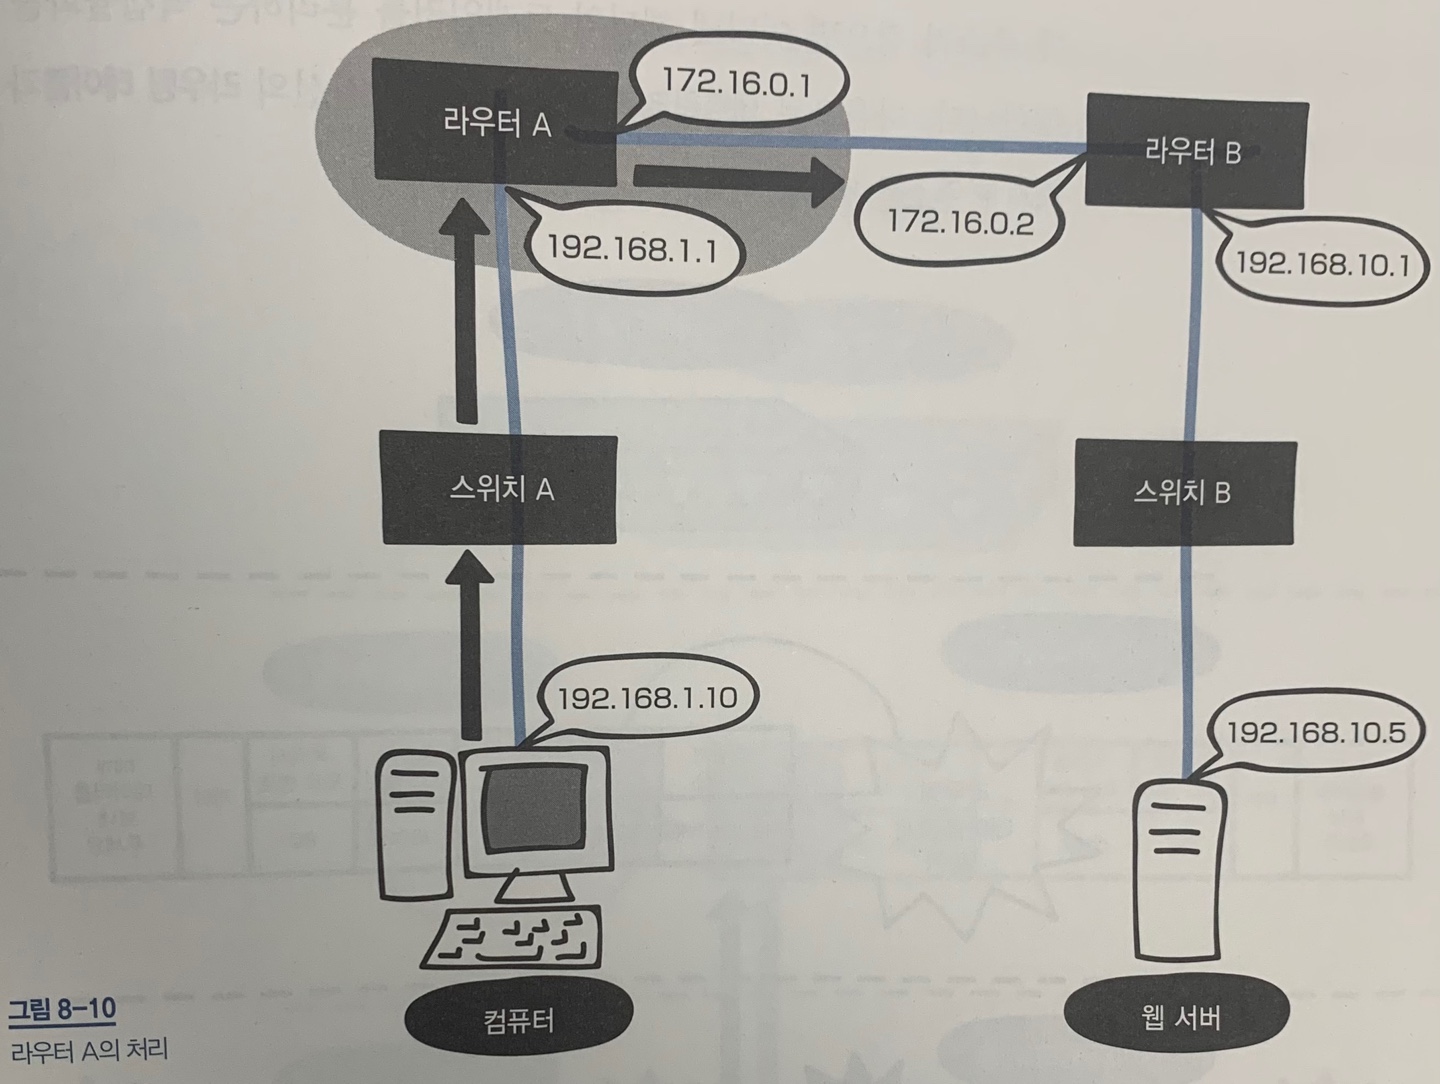 라우터 A
172.16.0.1
라우터 B
172.16.0.2
192.168.1.1
192.168.10.1
스위치 A
스위치 B
192.168.1.10
192.168.10.5
컴퓨터
웹 서버
그림 8-10
라우터 A의 처리